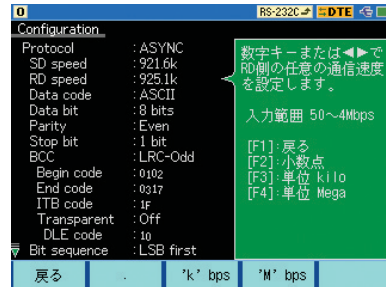 0 RS-232C DTE
Configuration
Protocol :ASYNC
SD speed :921.6k
RD speed :925.1k
Data code :ASCII
Data bit :8 bits
Parity :Even
Stop bit :1 bit
BCC :LRC-Odd
Begin code :0102
End code :0317
ITB code :1F
Transparent :Off
DLE code :10
Bit sequence :LSB first
数字キーまたは◀▶で
RD側の任意の通信速度
を設定します。
入力範囲 50～4Mbps
[F1]:戻る
[F2]:小数点
[F3]:単位 kilo
[F4]:単位 Mega
戻る . 'k' bps 'M' bps